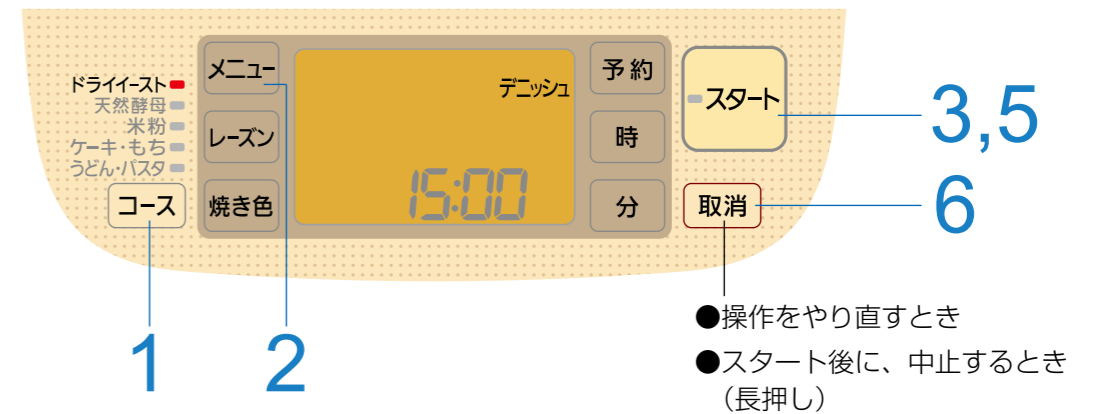 ドライイースト
天然酵母
米粉
ケーキ・もち
うどん・パスタ
コース
メニュー
レーズン
焼き色
デニッシュ
15:00
予約
時
分
スタート
取消
3,5
6
1
2
●操作をやり直すとき
●スタート後に、中止するとき
（長押し）